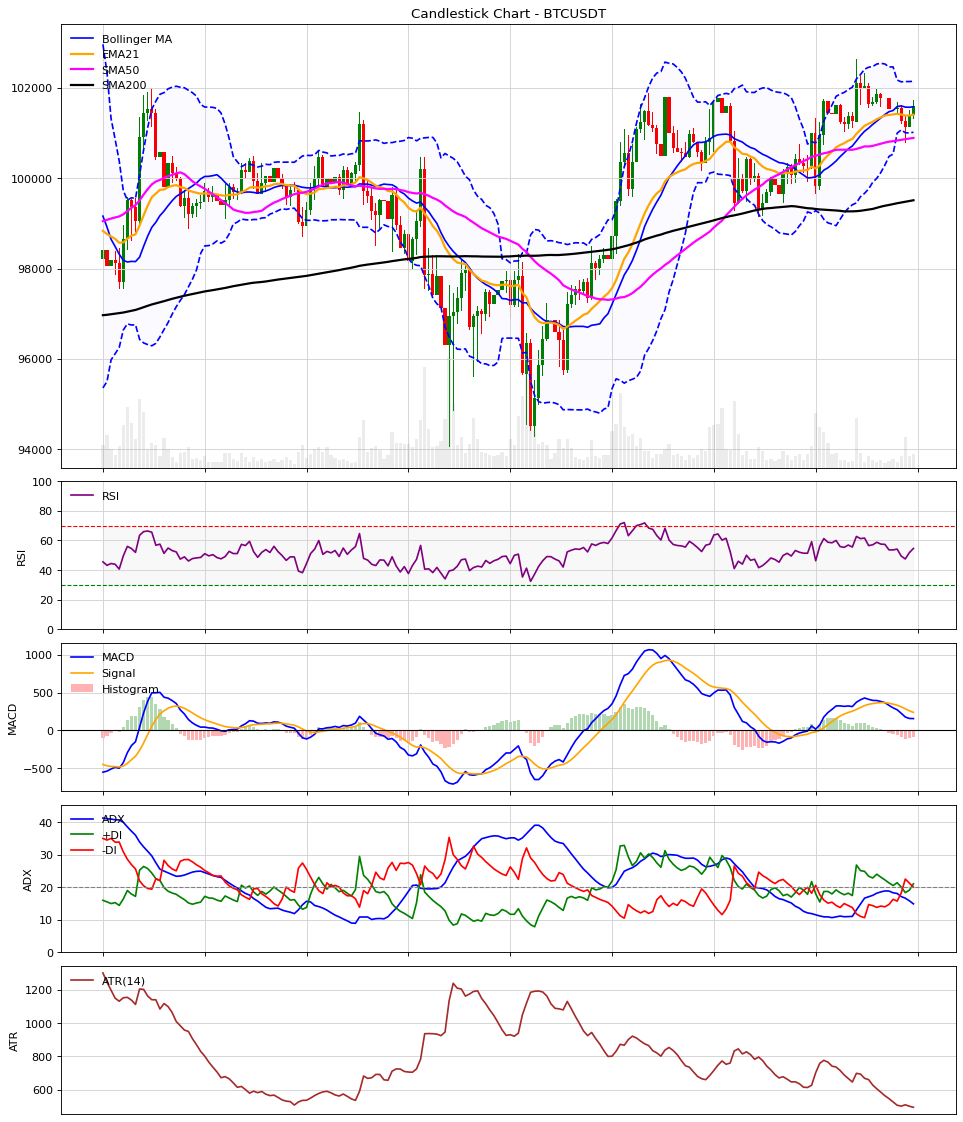 Candlestick Chart - BTCUSDT
Bollinger MA
EMA21
SMA50
SMA200
102000
100000
98000
96000
94000
RSI
100
80
60
40
20
0
RSI
MACD
Signal
Histogram
1000
500
0
−500
MACD
ADX
+DI
-DI
40
30
20
10
0
ADX
ATR(14)
1200
1000
800
600
ATR